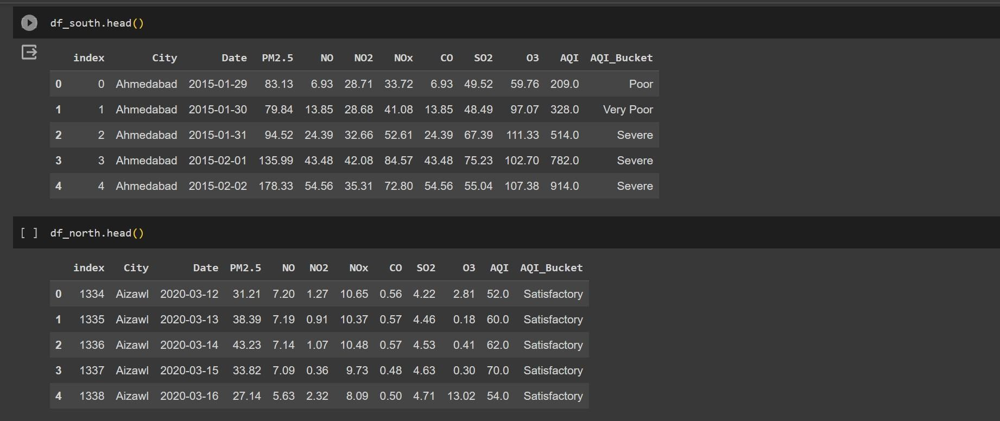 df_south.head()
index City Date PM2.5 NO NO2 NOx CO SO2 O3 AQI AQI_Bucket
0 0 Ahmedabad 2015-01-29 83.13 6.93 28.71 33.72 6.93 49.52 59.76 209.0 Poor
1 1 Ahmedabad 2015-01-30 79.84 13.85 28.68 41.08 13.85 48.49 97.07 328.0 Very Poor
2 2 Ahmedabad 2015-01-31 94.52 24.39 32.66 52.61 24.39 67.39 111.33 514.0 Severe
3 3 Ahmedabad 2015-02-01 135.99 43.48 42.08 84.57 43.48 75.23 102.70 782.0 Severe
4 4 Ahmedabad 2015-02-02 178.33 54.56 35.31 72.80 54.56 55.04 107.38 914.0 Severe
[ ] df_north.head()
index City Date PM2.5 NO NO2 NOx CO SO2 O3 AQI AQI_Bucket
0 1334 Aizawl 2020-03-12 31.21 7.20 1.27 10.65 0.56 4.22 2.81 52.0 Satisfactory
1 1335 Aizawl 2020-03-13 38.39 7.19 0.91 10.37 0.57 4.46 0.18 60.0 Satisfactory
2 1336 Aizawl 2020-03-14 43.23 7.14 1.07 10.48 0.57 4.53 0.41 62.0 Satisfactory
3 1337 Aizawl 2020-03-15 33.82 7.09 0.36 9.73 0.48 4.63 0.30 70.0 Satisfactory
4 1338 Aizawl 2020-03-16 27.14 5.63 2.32 8.09 0.50 4.71 13.02 54.0 Satisfactory